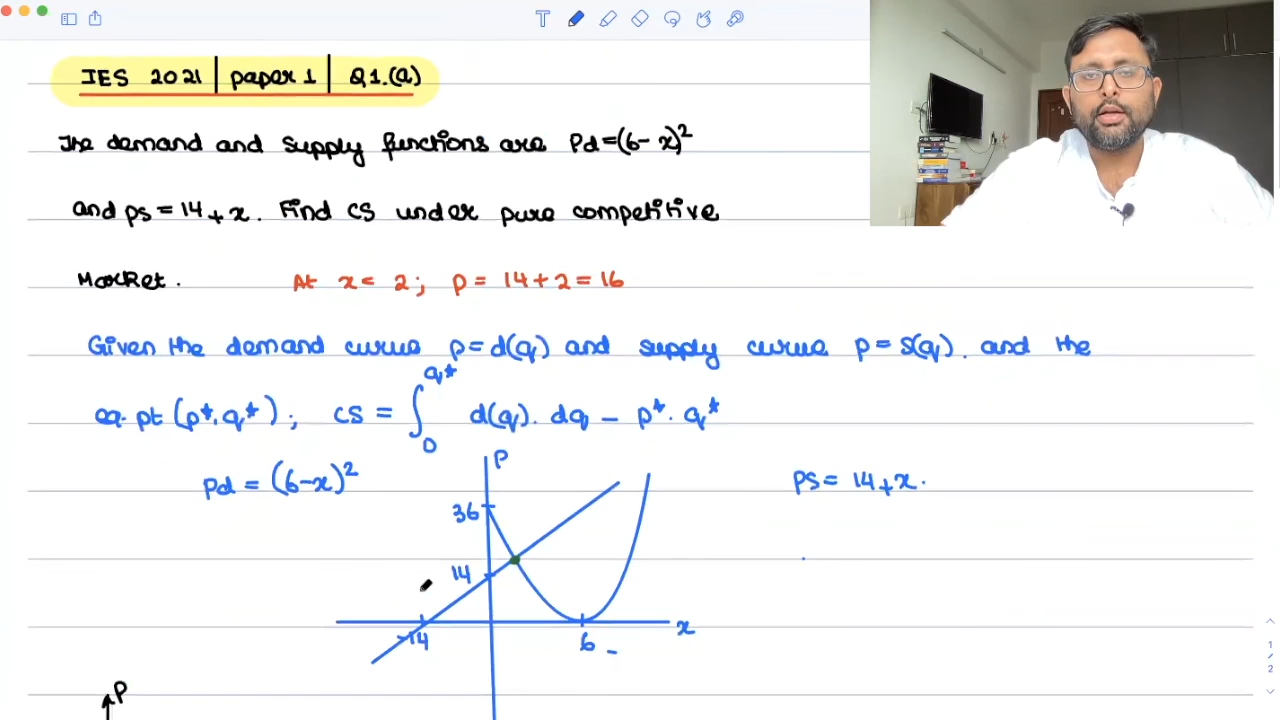 IES 2021 | paper 1 | Q1.(a)
The demand and supply functions are Pd=(6-x)²
and ps=14+x. Find CS under pure competitive
Market.
At x= 2; p= 14+2=16
Given the demand curve p=d(q) and supply curve p=s(q). and the
eq. pt (p*,q*); CS = ∫₀^q* d(q).dq - p*.q*
Pd = (6-x)²
P
Ps= 14+x.
36
14
-14
6
x
P
1
2